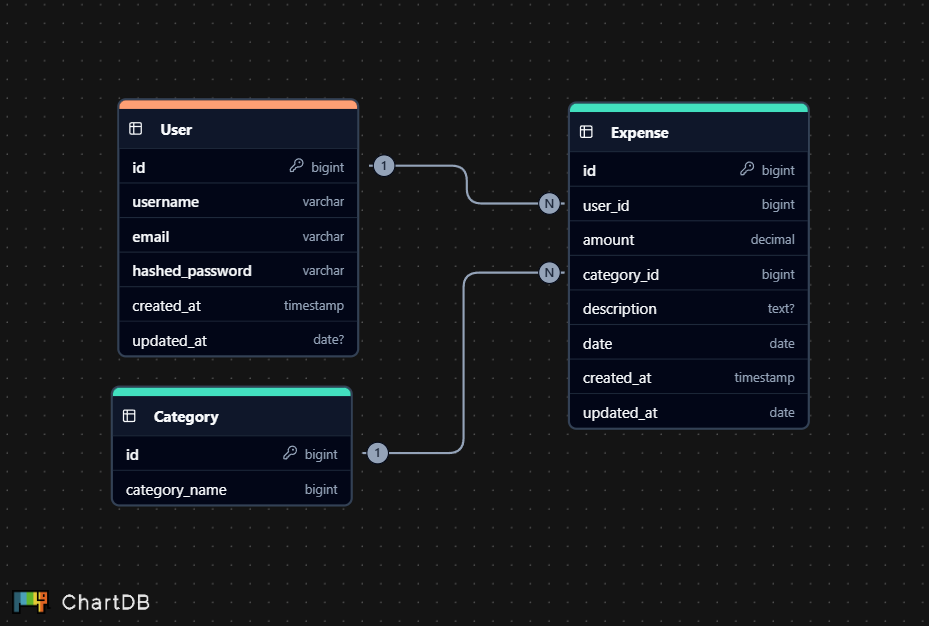 User
id bigint
username varchar
email varchar
hashed_password varchar
created_at timestamp
updated_at date?
1
N
Expense
id bigint
user_id bigint
amount decimal
category_id bigint
description text?
date date
created_at timestamp
updated_at date
N
Category
id bigint
category_name bigint
1
ChartDB